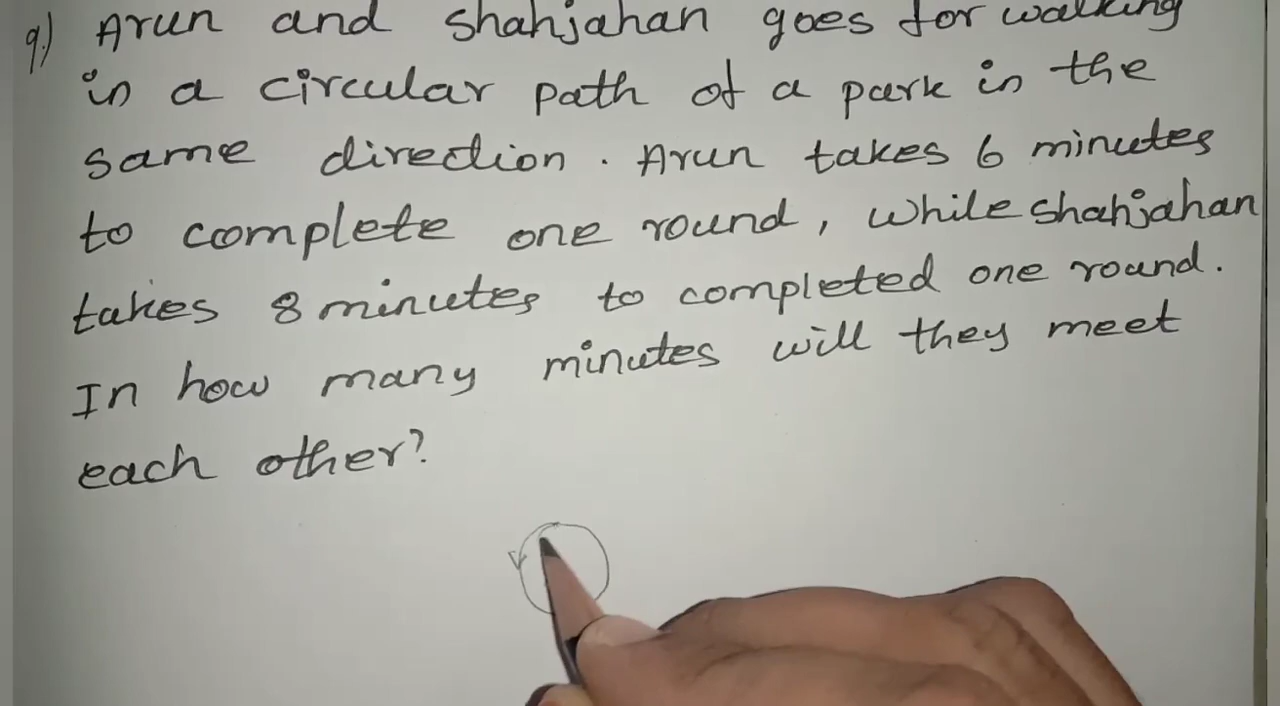 9.) Arun and Shahjahan goes for walking
in a circular path of a park in the
same direction. Arun takes 6 minutes
to complete one round, while Shahjahan
takes 8 minutes to completed one round.
In how many minutes will they meet
each other?